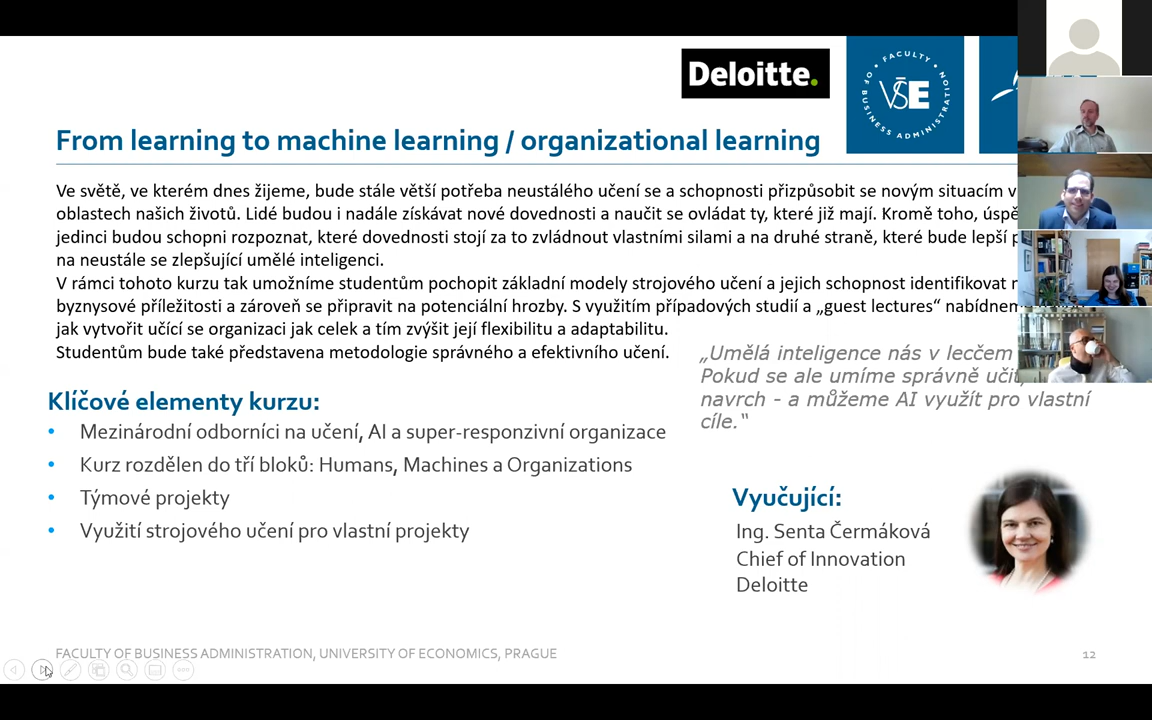 Deloitte.
FACULTY OF BUSINESS ADMINISTRATION
VŠE
From learning to machine learning / organizational learning
Ve světě, ve kterém dnes žijeme, bude stále větší potřeba neustálého učení se a schopnosti přizpůsobit se novým situacím v
oblastech našich životů. Lidé budou i nadále získávat nové dovednosti a naučit se ovládat ty, které již mají. Kromě toho,
jedinci budou schopni rozpoznat, které dovednosti stojí za to zvládnout vlastními silami a na druhé straně, které bude lepší
na neustále se zlepšující umělé inteligenci.
V rámci tohoto kurzu tak umožníme studentům pochopit základní modely strojového učení a jejich schopnost identifikovat
byznysové příležitosti a zároveň se připravit na potenciální hrozby. S využitím případových studií a „guest lectures“
jak vytvořit učící se organizaci jak celek a tím zvýšit její flexibilitu a adaptabilitu.
Studentům bude také představena metodologie správného a efektivního učení.
„Umělá inteligence nás v lecčem
Pokud se ale umíme správně
navrch - a můžeme AI využít pro vlastní
cíle.“
Klíčové elementy kurzu:
• Mezinárodní odborníci na učení, AI a super-responzivní organizace
• Kurz rozdělen do tří bloků: Humans, Machines a Organizations
• Týmové projekty
• Využití strojového učení pro vlastní projekty
Vyučující:
Ing. Senta Čermáková
Chief of Innovation
Deloitte
FACULTY OF BUSINESS ADMINISTRATION, UNIVERSITY OF ECONOMICS, PRAGUE
12